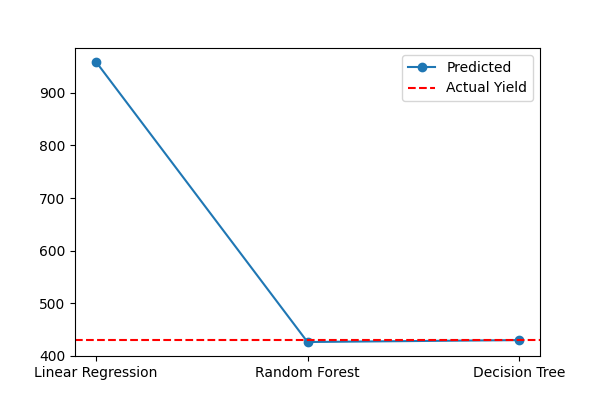 Predicted
Actual Yield
900
800
700
600
500
400
Linear Regression
Random Forest
Decision Tree